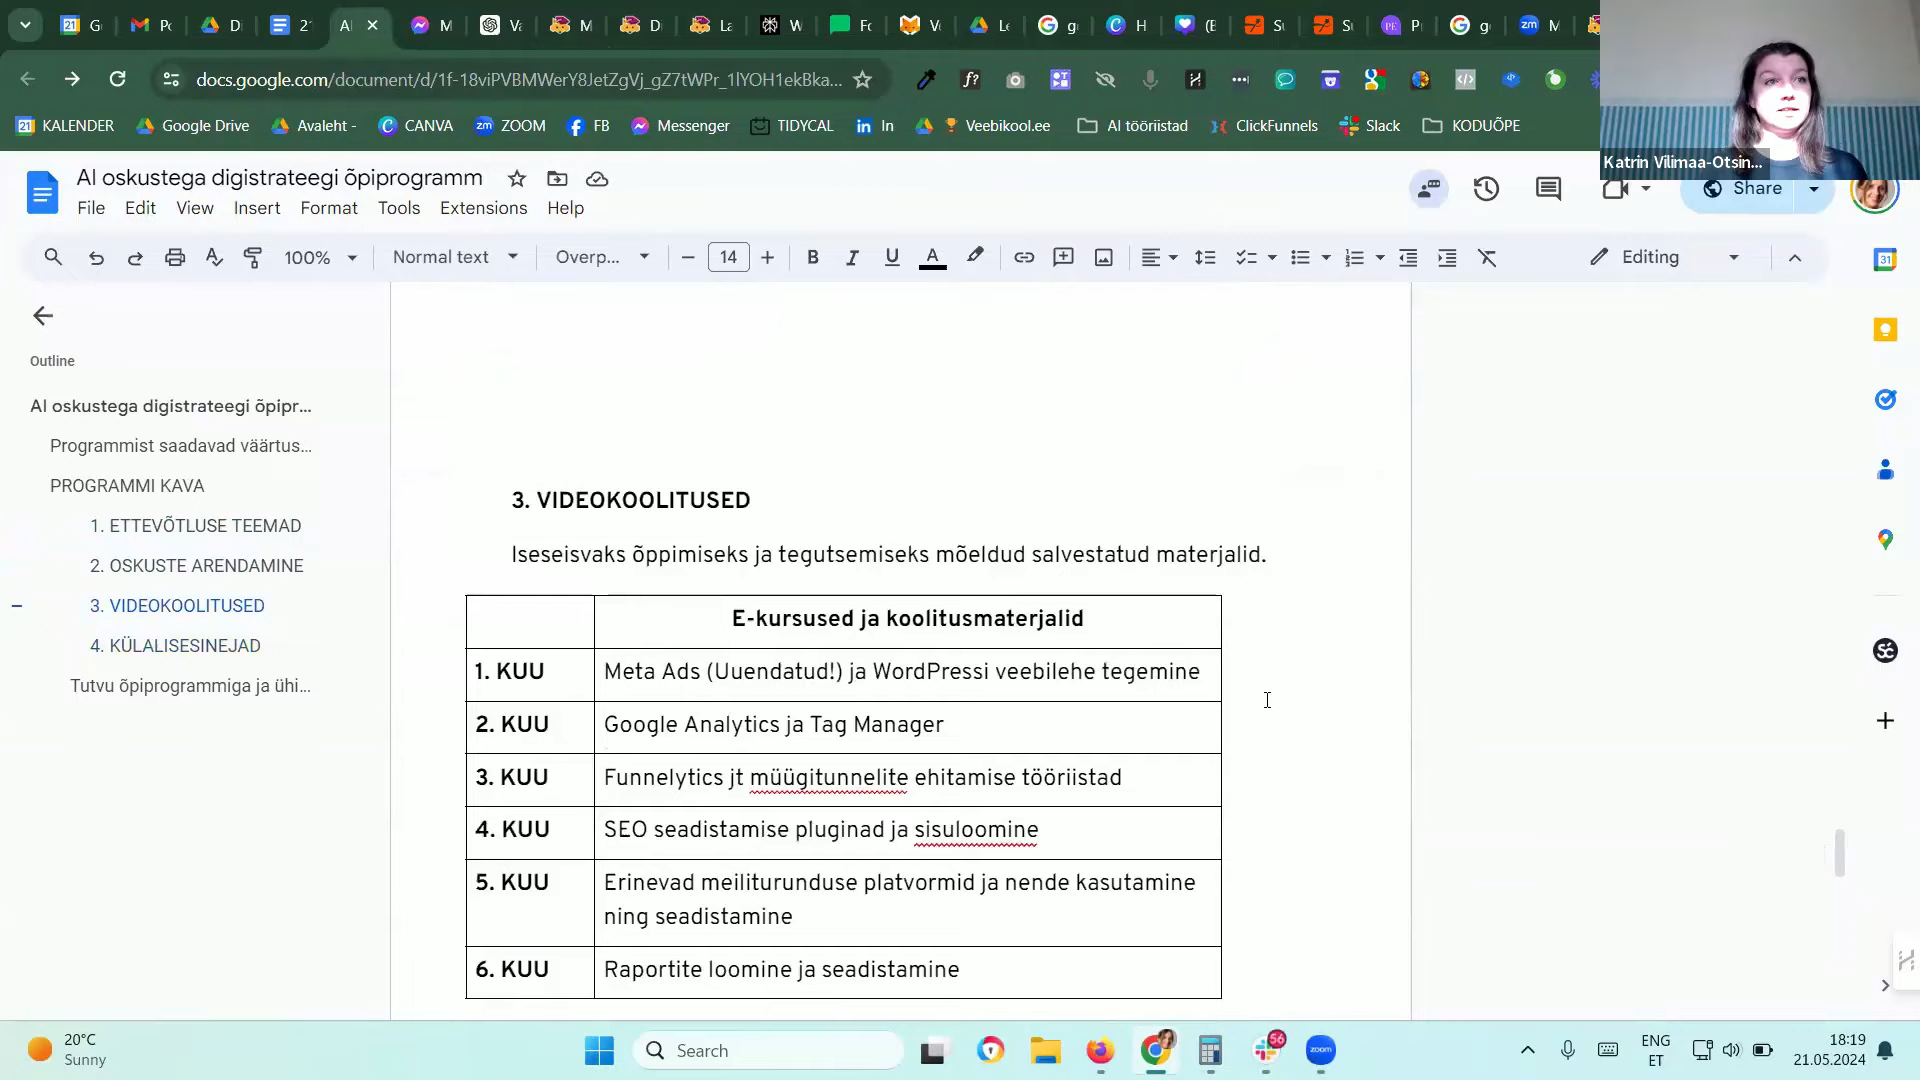 docs.google.com/document/d/1f-18viPVBMWerY8JetZgVj_gZ7tWPr_1lYOH1ekBka...
KALENDER Google Drive Avaleht - CANVA ZOOM FB Messenger TIDYCAL In Veebikool.ee AI tööriistad ClickFunnels Slack KODUÕPE
Katrin Vilimaa-Otsin...
AI oskustega digistrateegi õpiprogramm
File Edit View Insert Format Tools Extensions Help
Share
100% Normal text Overp... 14 Editing
Outline
AI oskustega digistrateegi õpipr...
Programmist saadavad väärtus...
PROGRAMMI KAVA
1. ETTEVÕTLUSE TEEMAD
2. OSKUSTE ARENDAMINE
3. VIDEOKOOLITUSED
4. KÜLALISESINEJAD
Tutvu õpiprogrammiga ja ühi...
3. VIDEOKOOLITUSED
Iseseisvaks õppimiseks ja tegutsemiseks mõeldud salvestatud materjalid.
E-kursused ja koolitusmaterjalid
1. KUU Meta Ads (Uuendatud!) ja WordPressi veebilehe tegemine
2. KUU Google Analytics ja Tag Manager
3. KUU Funnelytics jt müügitunnelite ehitamise tööriistad
4. KUU SEO seadistamise pluginad ja sisuloomine
5. KUU Erinevad meiliturunduse platvormid ja nende kasutamine
ning seadistamine
6. KUU Raportite loomine ja seadistamine
20°C
Sunny
Search
56
zoom
ENG
ET
18:19
21.05.2024